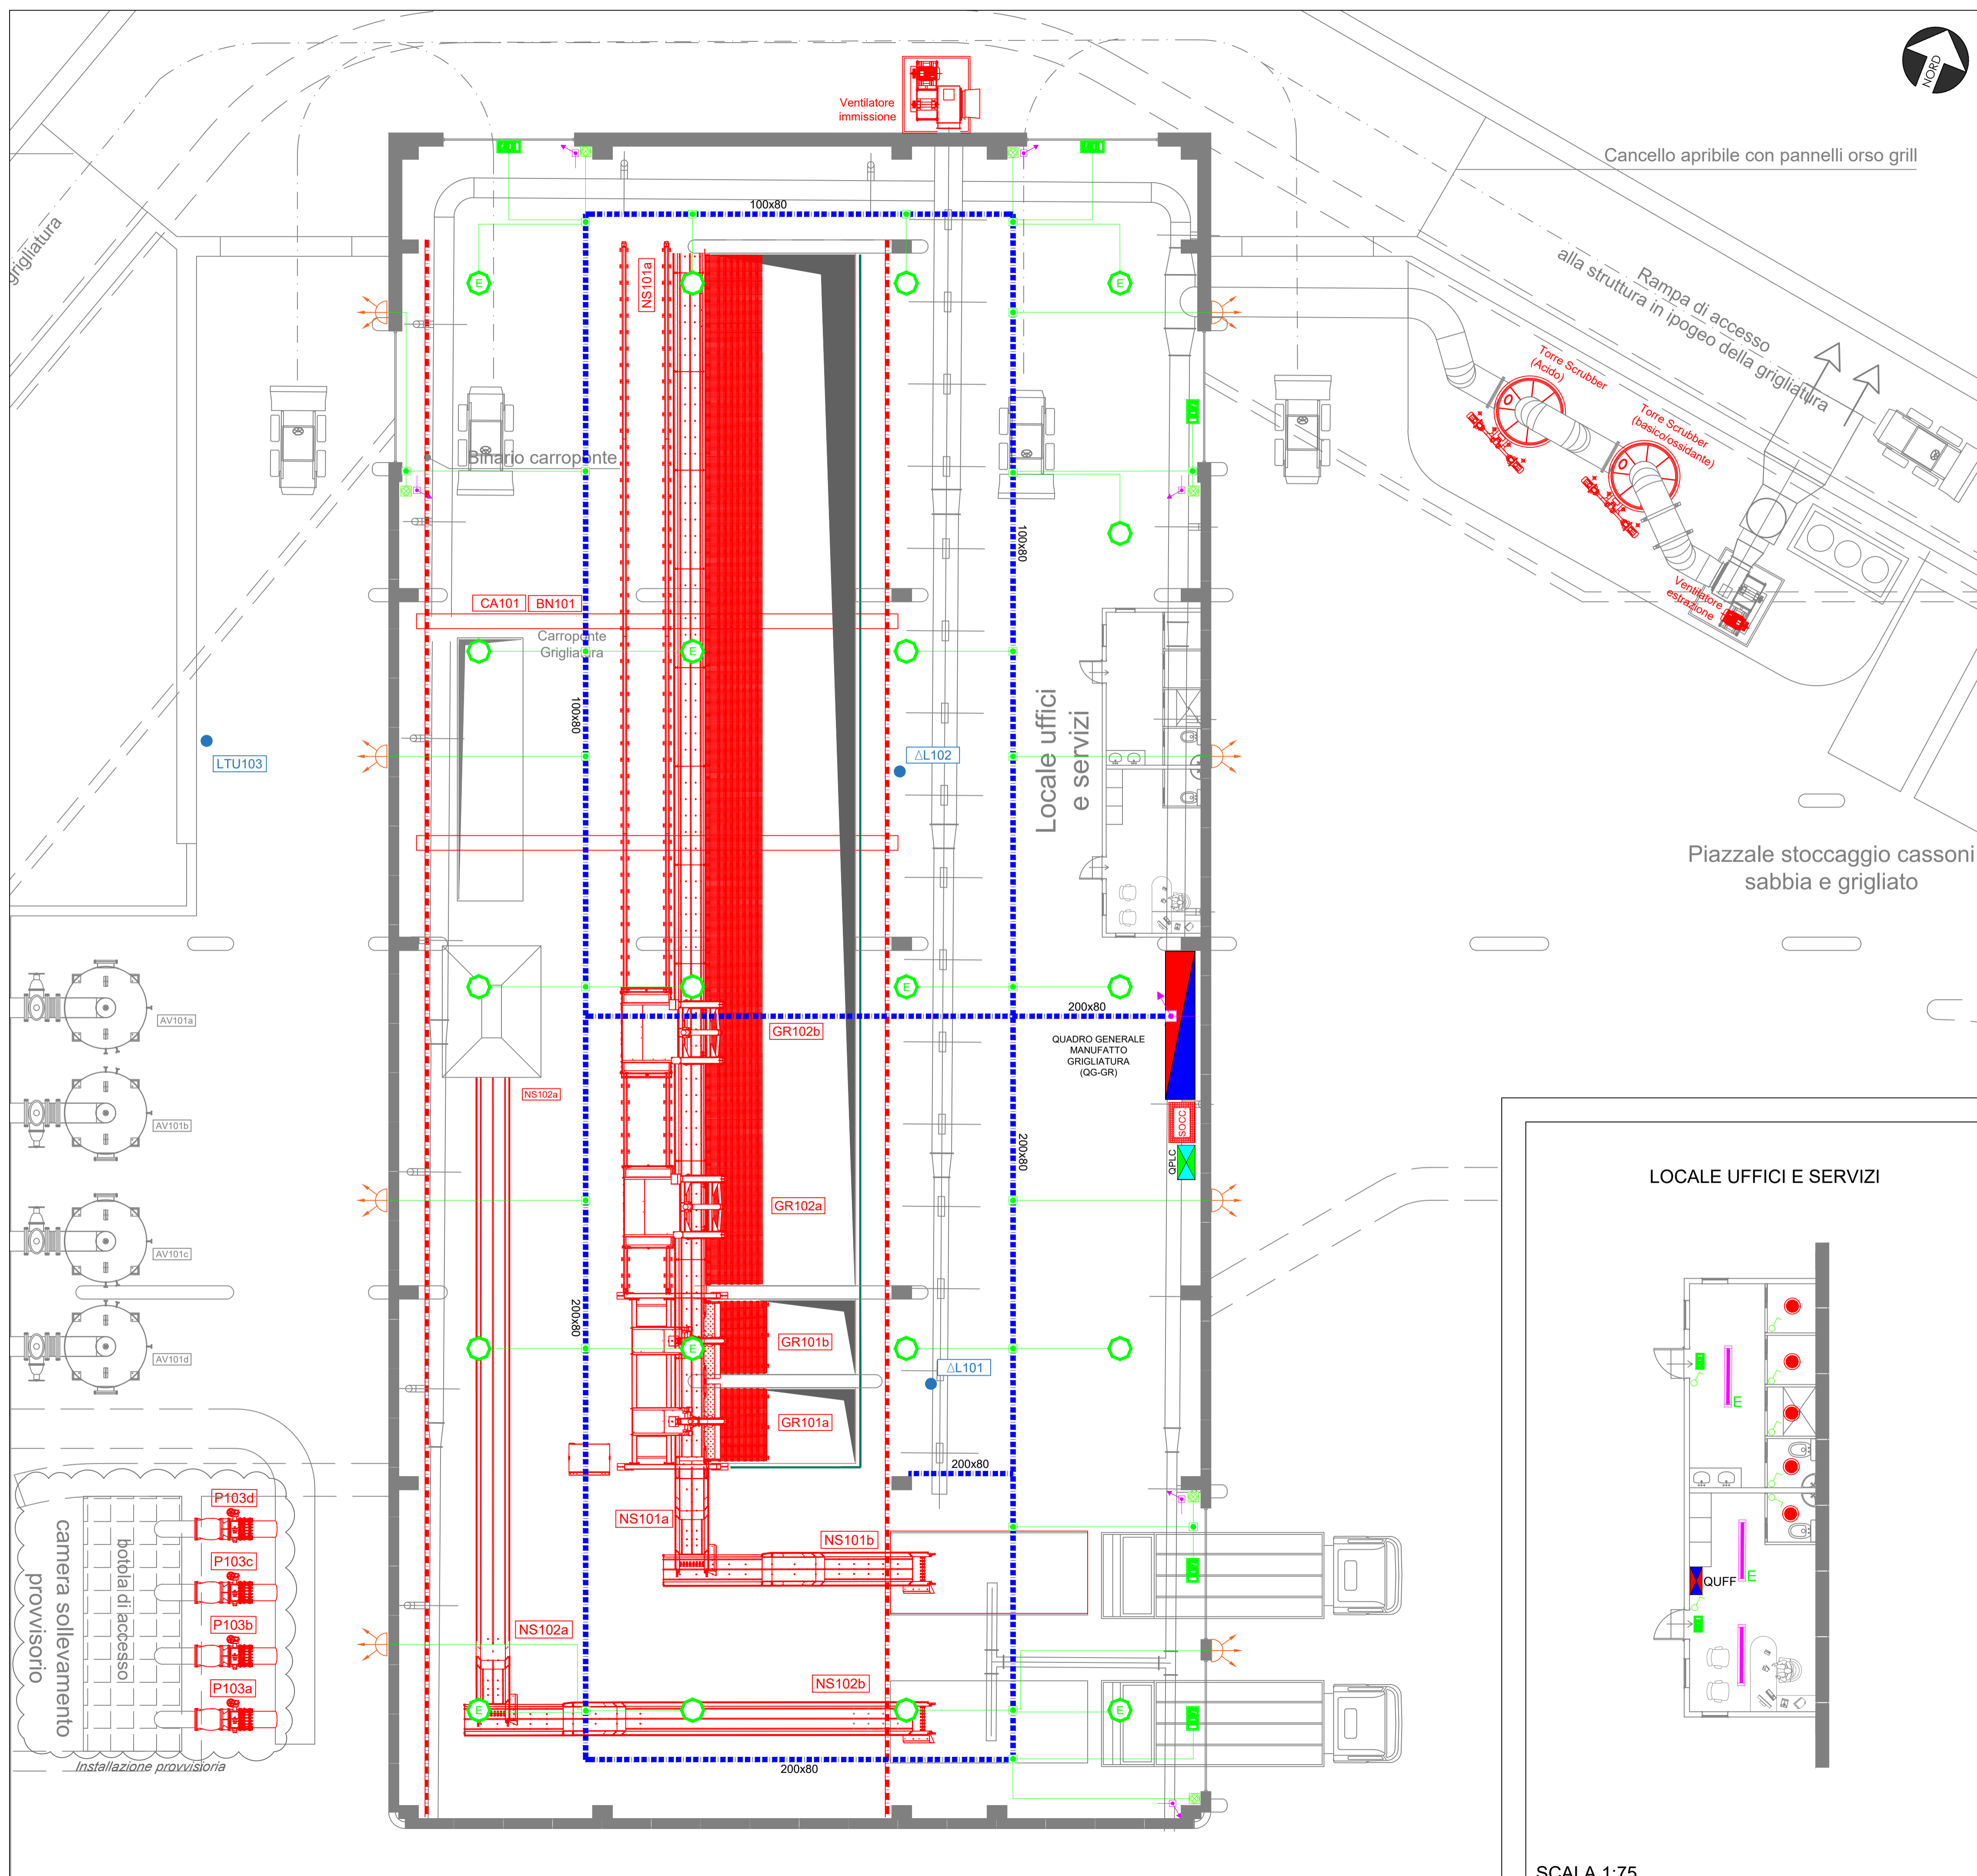 NORD
Ventilatore
immissione
Cancello apribile con pannelli orso grill
grigliatura
100x80
NS101a
E
E
Rampa di accesso
alla struttura in ipogeo della grigliatura
Torre Scrubber
(Acido)
Torre Scrubber
(basico/ossidante)
Binario carroponte
100x80
Ventilatore
estrazione
CA101
BN101
Carroponte
Grigliatura
E
100x80
Locale uffici
e servizi
LTU103
ΔL102
Piazzale stoccaggio cassoni
sabbia e grigliato
E
AV101a
200x80
GR102b
QUADRO GENERALE
MANUFATTO
GRIGLIATURA
(QG-GR)
NS102a
AV101b
SOCC
QPLC
200x80
LOCALE UFFICI E SERVIZI
GR102a
AV101c
200x80
GR101b
E
AV101d
ΔL101
GR101a
E
200x80
P103d
NS101a
NS101b
P103c
camera sollevamento
provvisorio
botola di accesso
QUFF
E
P103b
NS102a
P103a
NS102b
E
E
Installazione provvisioria
200x80
SCALA 1:75